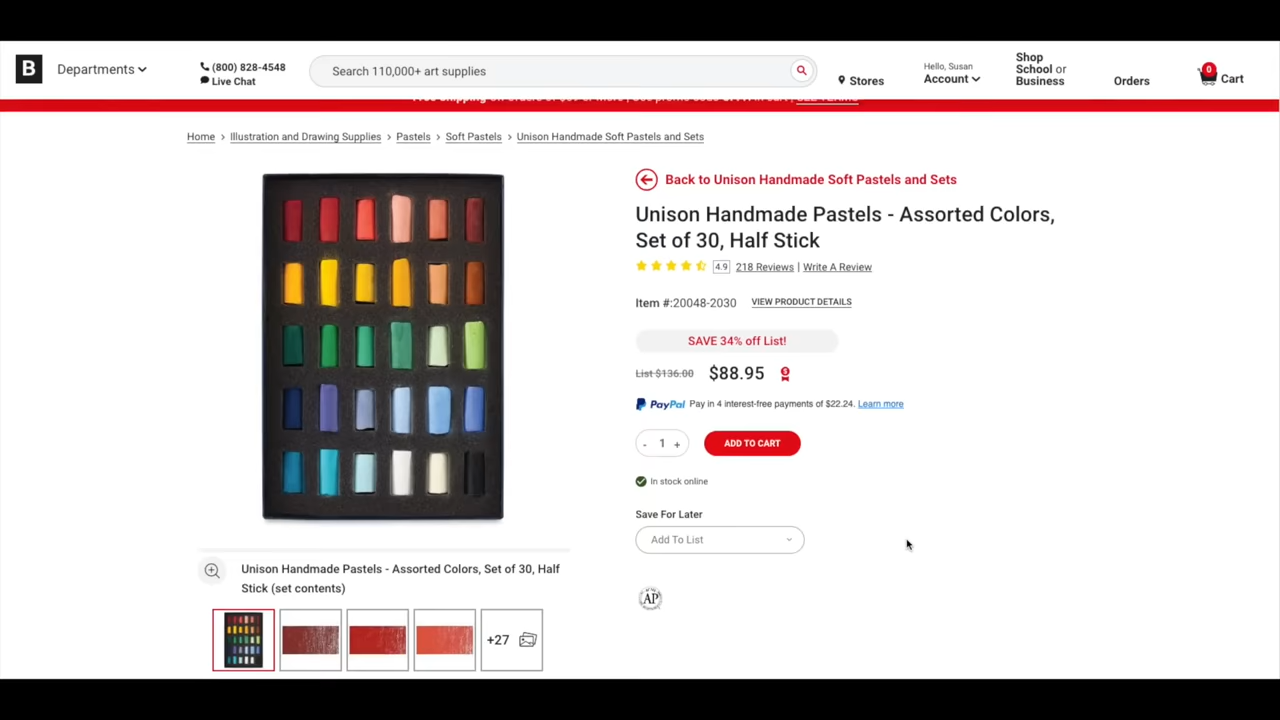 B
Departments
(800) 828-4548
Live Chat
Search 110,000+ art supplies
Stores
Hello, Susan
Account
Shop
School or
Business
Orders
0
Cart
Home > Illustration and Drawing Supplies > Pastels > Soft Pastels > Unison Handmade Soft Pastels and Sets
Back to Unison Handmade Soft Pastels and Sets
Unison Handmade Pastels - Assorted Colors,
Set of 30, Half Stick
4.9 218 Reviews | Write A Review
Item #:20048-2030 VIEW PRODUCT DETAILS
SAVE 34% off List!
List $136.00 $88.95
PayPal Pay in 4 interest-free payments of $22.24. Learn more
- 1 + ADD TO CART
In stock online
Save For Later
Add To List
AP
Unison Handmade Pastels - Assorted Colors, Set of 30, Half
Stick (set contents)
+27